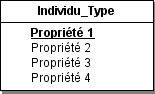 Individu_Type
Propriété 1
Propriété 2
Propriété 3
Propriété 4